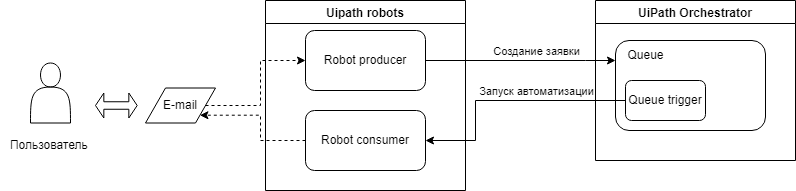 Uipath robots
UiPath Orchestrator
Robot producer
Создание заявки
Queue
E-mail
Запуск автоматизации
Queue trigger
Robot consumer
Пользователь